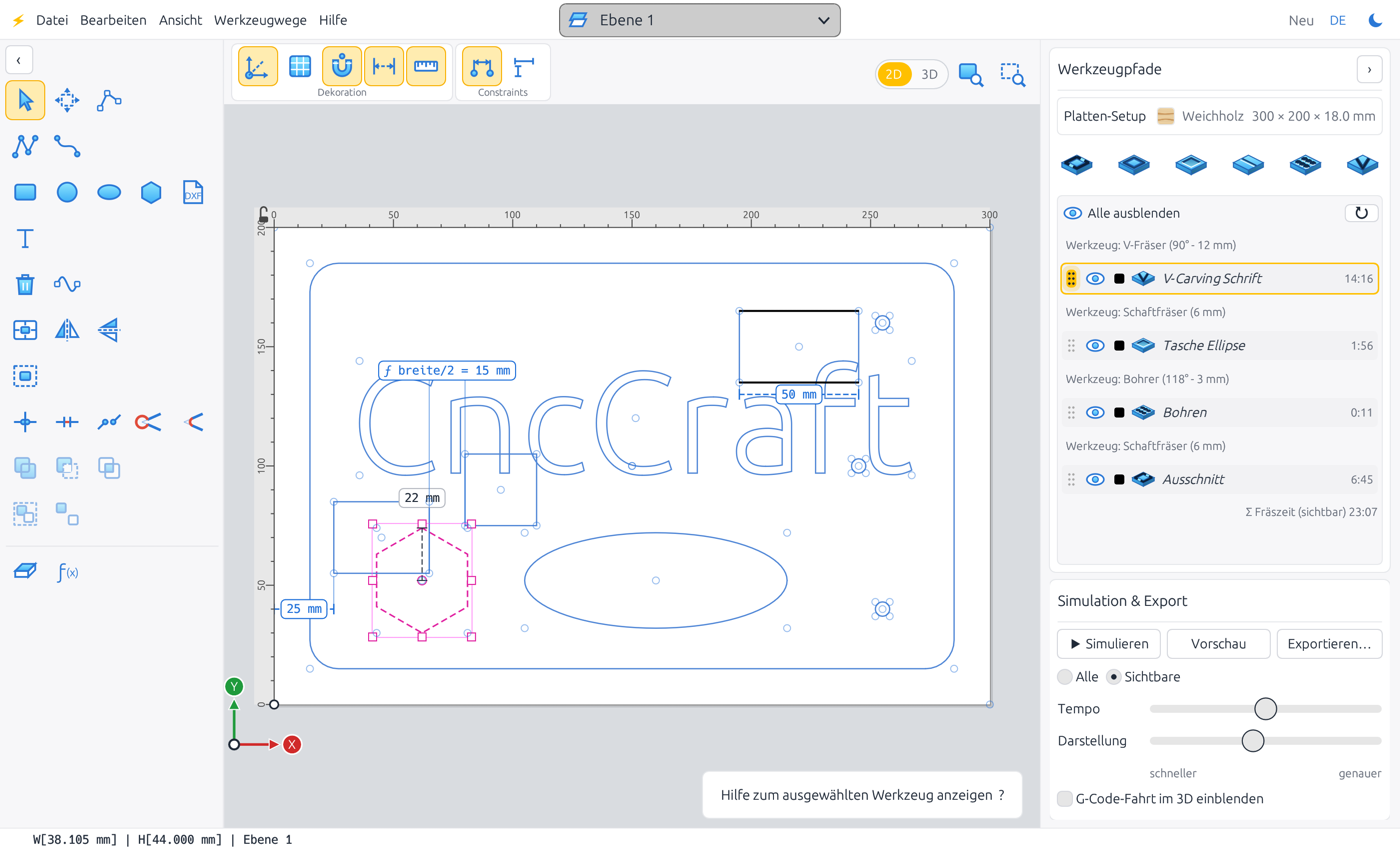 Datei Bearbeiten Ansicht Werkzeugwege Hilfe
Ebene 1
Neu DE
Dekoration
Constraints
2D 3D
DXF
T
f(x)
0 50 100 150 200 250 300
200
150
100
50
0
ƒ breite/2 = 15 mm
50 mm
CncCraft
22 mm
25 mm
Y
X
Hilfe zum ausgewählten Werkzeug anzeigen ?
Werkzeugpfade
Platten-Setup Weichholz 300 × 200 × 18.0 mm
Alle ausblenden
Werkzeug: V-Fräser (90° - 12 mm)
V-Carving Schrift 14:16
Werkzeug: Schaftfräser (6 mm)
Tasche Ellipse 1:56
Werkzeug: Bohrer (118° - 3 mm)
Bohren 0:11
Werkzeug: Schaftfräser (6 mm)
Ausschnitt 6:45
Σ Fräszeit (sichtbar) 23:07
Simulation & Export
Simulieren Vorschau Exportieren…
Alle Sichtbare
Tempo
Darstellung
schneller genauer
G-Code-Fahrt im 3D einblenden
W[38.105 mm] | H[44.000 mm] | Ebene 1